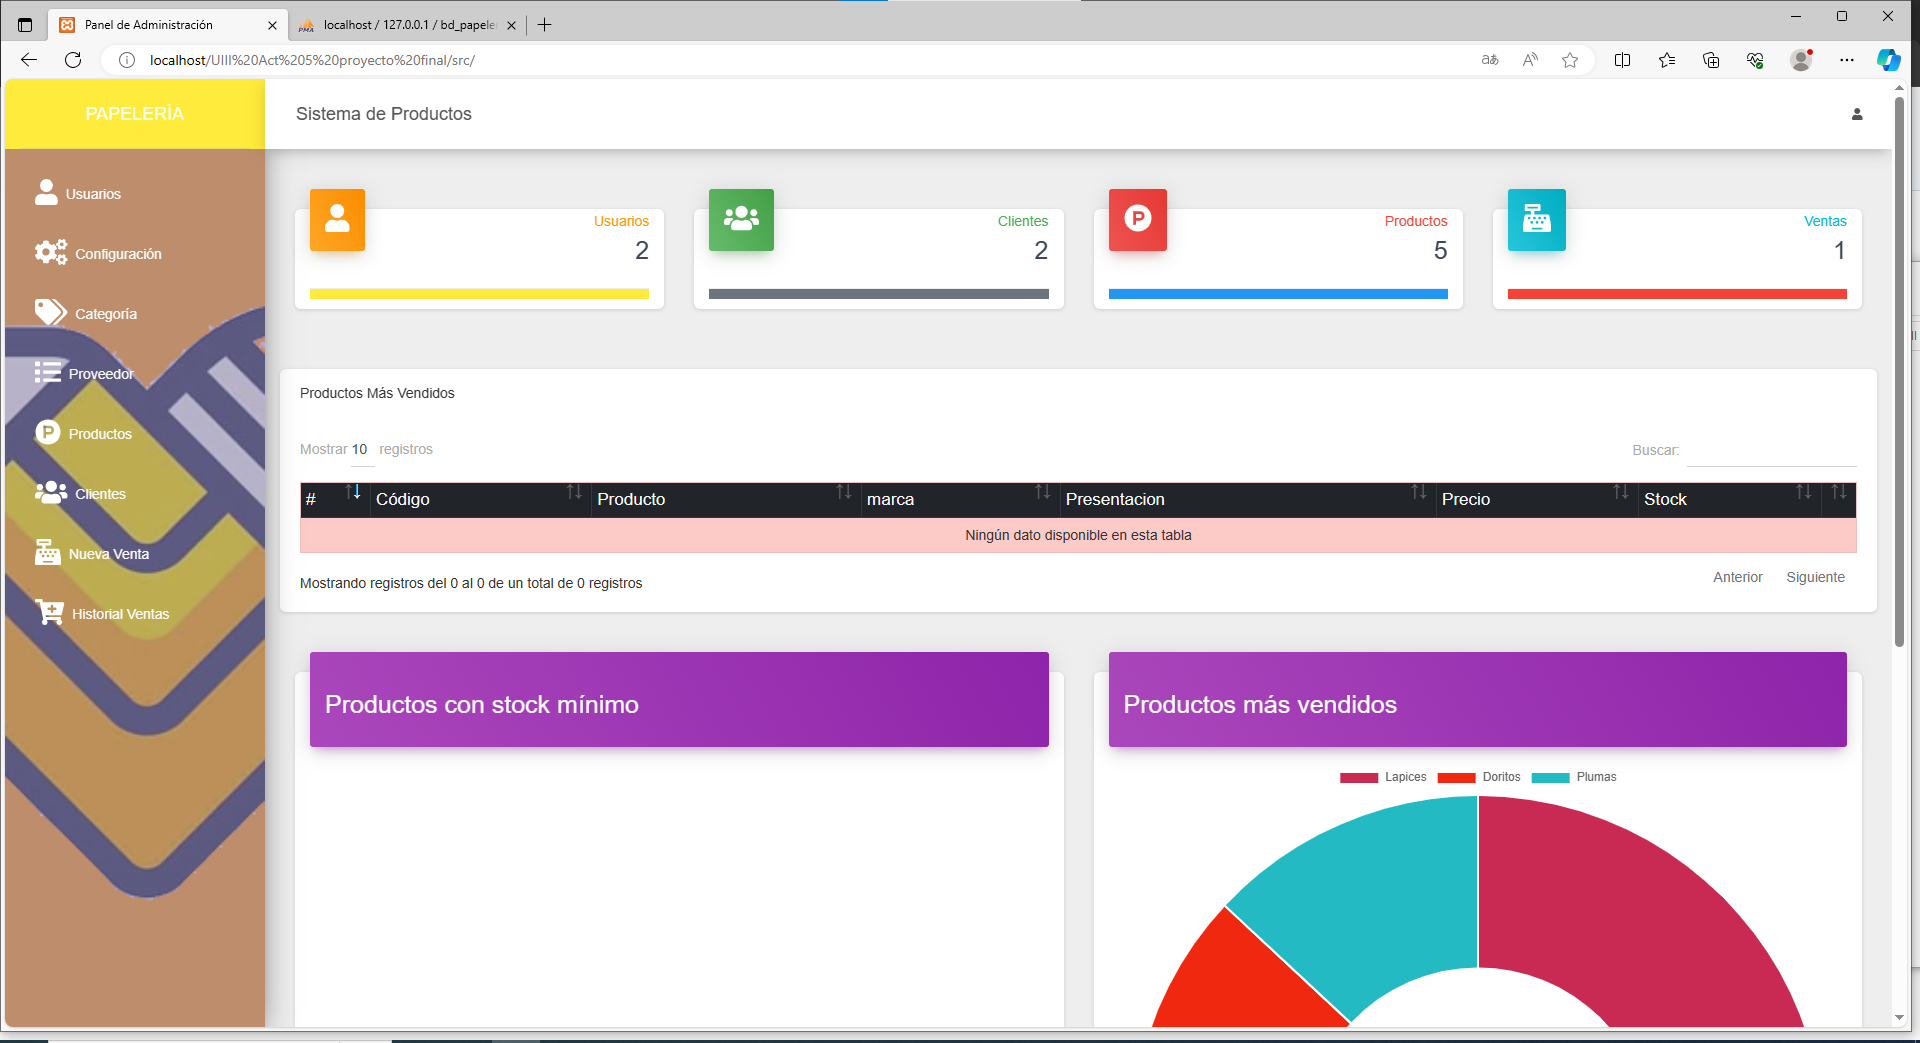 Panel de Administración
localhost / 127.0.0.1 / bd_papele
localhost/UIII%20Act%205%20proyecto%20final/src/
PAPELERÍA
Sistema de Productos
Usuarios
Configuración
Categoría
Proveedor
Productos
Clientes
Nueva Venta
Historial Ventas
Usuarios
2
Clientes
2
Productos
5
Ventas
1
Productos Más Vendidos
Mostrar 10 registros
Buscar:
# Código Producto marca Presentacion Precio Stock
Ningún dato disponible en esta tabla
Mostrando registros del 0 al 0 de un total de 0 registros
Anterior Siguiente
Productos con stock mínimo
Productos más vendidos
Lapices Doritos Plumas